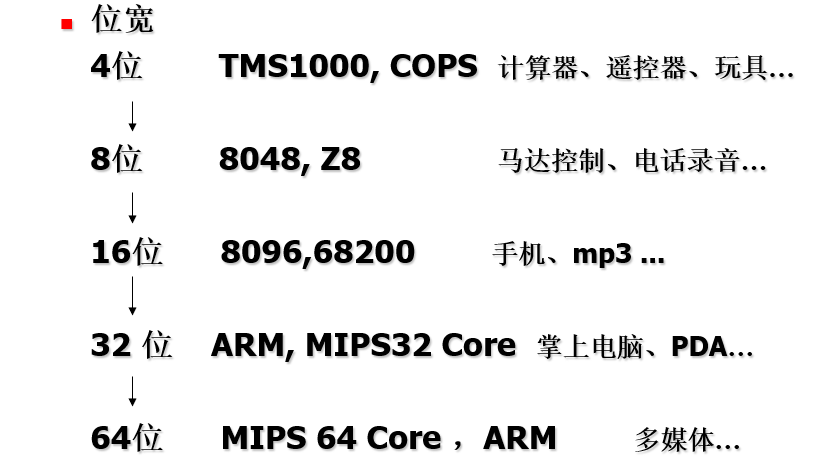 位宽
4位 TMS1000, COPS 计算器、遥控器、玩具...
8位 8048, Z8 马达控制、电话录音...
16位 8096,68200 手机、mp3 ...
32 位 ARM, MIPS32 Core 掌上电脑、PDA...
64位 MIPS 64 Core ，ARM 多媒体...